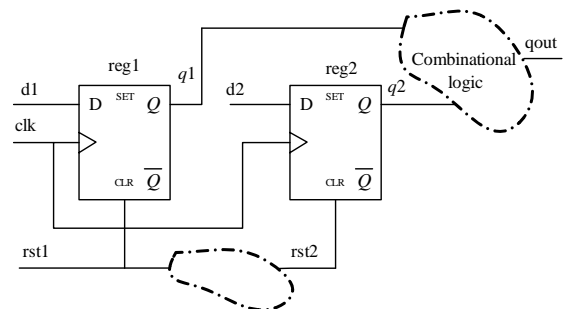 reg1
q1
d1
D
SET
Q
clk
CLR
Q
reg2
d2
D
SET
Q
q2
CLR
Q
Combinational
logic
qout
rst1
rst2